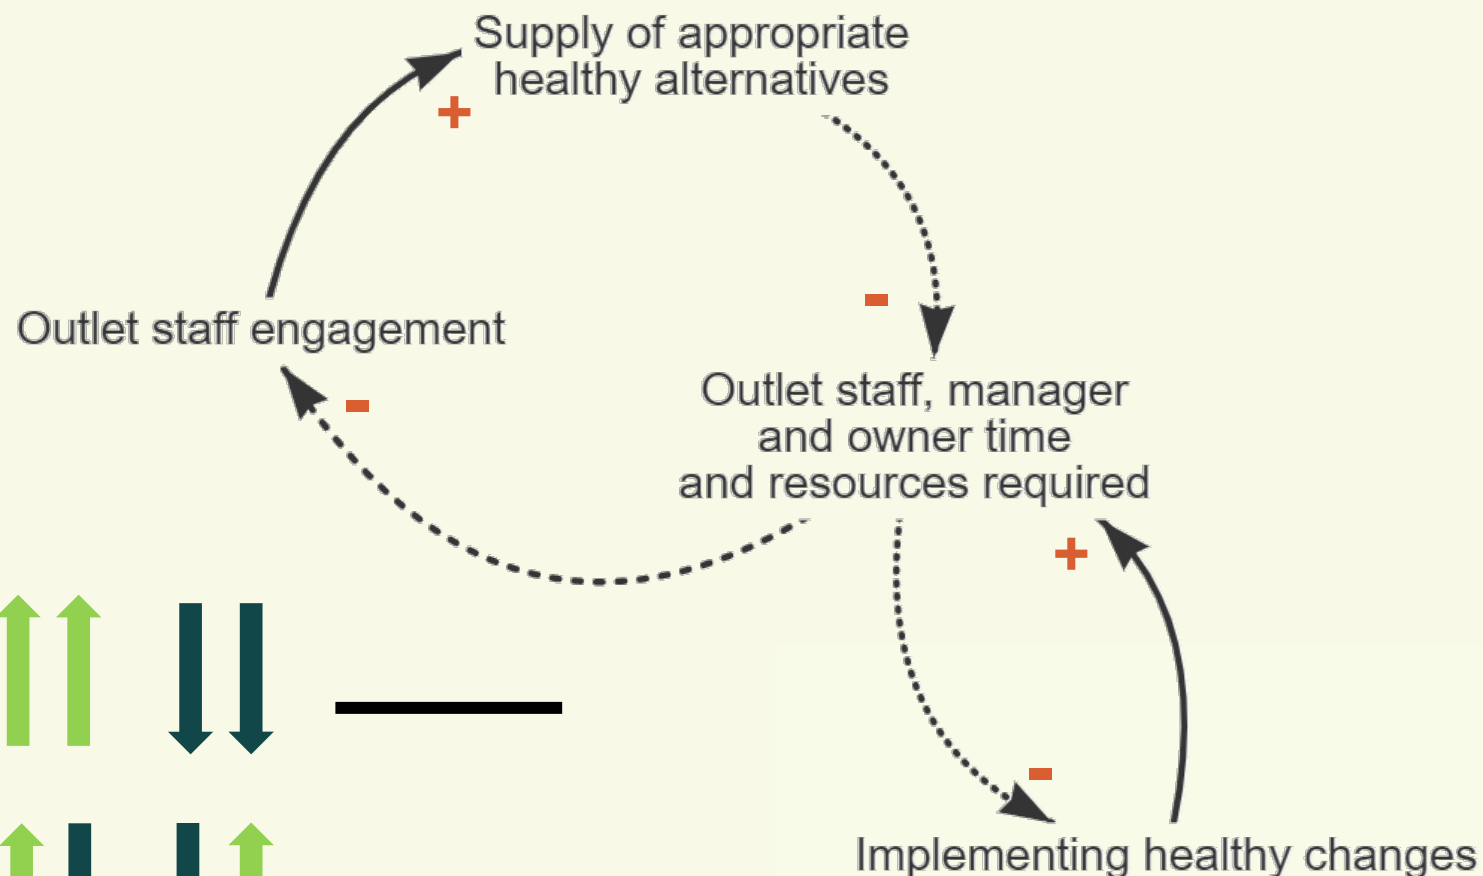 Supply of appropriate
healthy alternatives
+
-
Outlet staff engagement
-
Outlet staff, manager
and owner time
and resources required
+
-
Implementing healthy changes